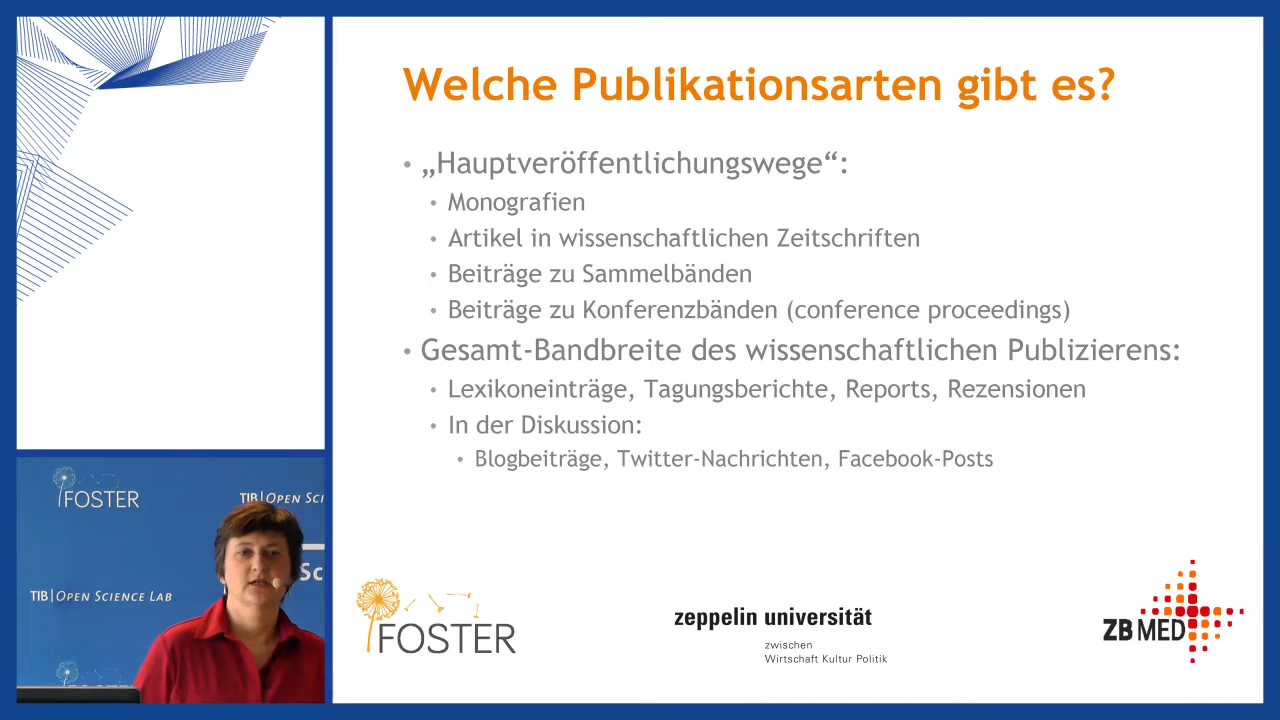 Welche Publikationsarten gibt es?
• „Hauptveröffentlichungswege“:
• Monografien
• Artikel in wissenschaftlichen Zeitschriften
• Beiträge zu Sammelbänden
• Beiträge zu Konferenzbänden (conference proceedings)
• Gesamt-Bandbreite des wissenschaftlichen Publizierens:
• Lexikoneinträge, Tagungsberichte, Reports, Rezensionen
• In der Diskussion:
• Blogbeiträge, Twitter-Nachrichten, Facebook-Posts
FOSTER
TIB|OPEN SCI
Sc
TIB|OPEN SCIENCE LAB
FOSTER
zeppelin universität
zwischen
Wirtschaft Kultur Politik
ZB MED